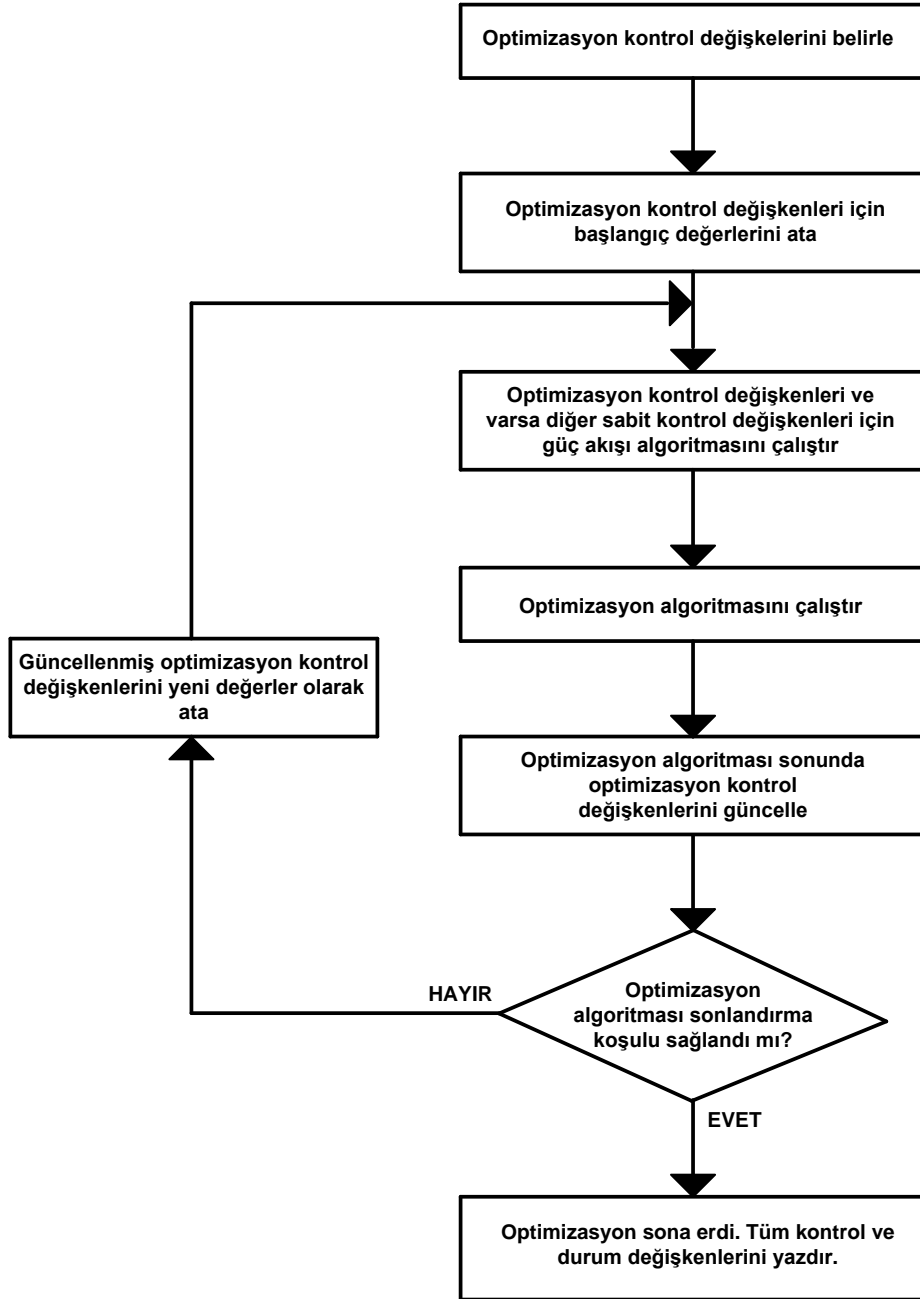 Optimizasyon kontrol değişkelerini belirle
Optimizasyon kontrol değişkenleri için
başlangıç değerlerini ata
Optimizasyon kontrol değişkenleri ve
varsa diğer sabit kontrol değişkenleri için
güç akışı algoritmasını çalıştır
Optimizasyon algoritmasını çalıştır
Güncellenmiş optimizasyon kontrol
değişkenlerini yeni değerler olarak
ata
Optimizasyon algoritması sonunda
optimizasyon kontrol
değişkenlerini güncelle
HAYIR
Optimizasyon
algoritması sonlandırma
koşulu sağlandı mı?
EVET
Optimizasyon sona erdi. Tüm kontrol ve
durum değişkenlerini yazdır.